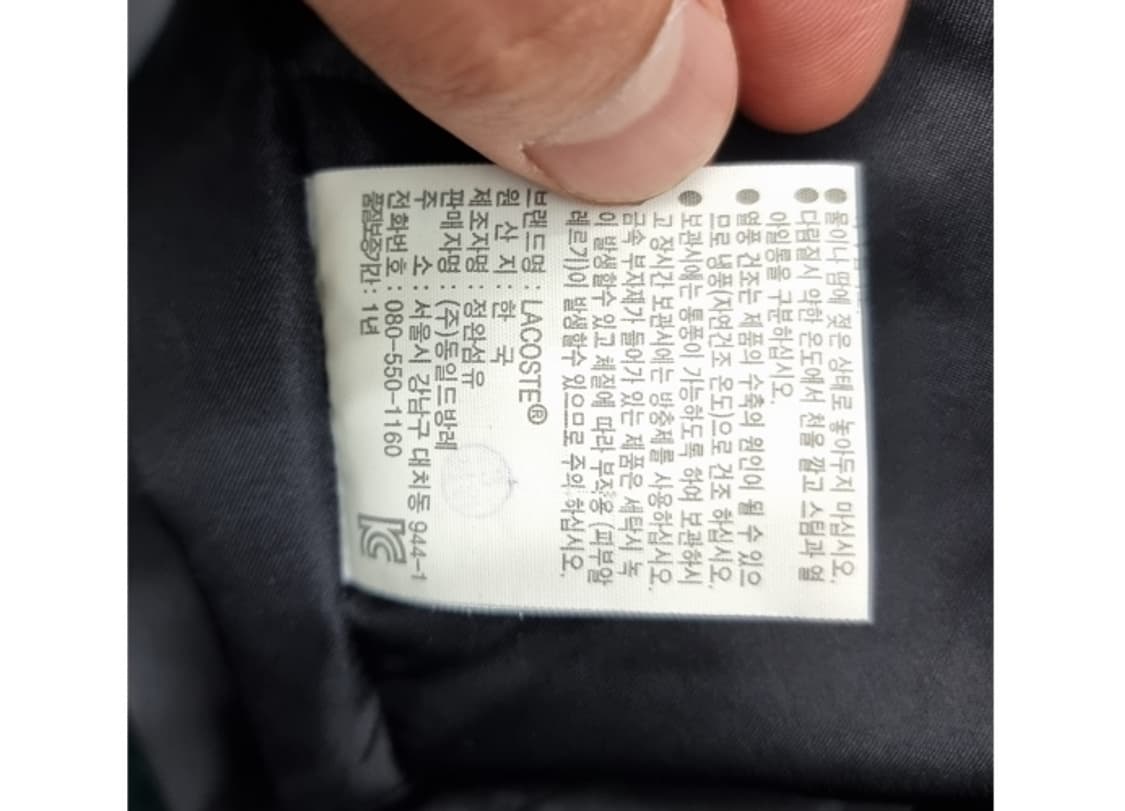 ● 물이나 땀에 젖은 상태로 놓아두지 마십시오.
● 다림질시 약한 온도에서 천을 깔고 스팀과 열
아일롱을 구분하십시오.
● 열풍 건조는 제품의 수축의 원인이 될 수 있으
므로 냉풍(자연건조 온도)으로 건조 하십시오.
● 보관시에는 통풍이 가능하도록 하여 보관하시
고 장시간 보관시에는 방충제를 사용하십시오.
금속 부자재가 들어가 있는 제품은 세탁시 녹
이 발생할수 있고 체질에 따라 부작용 (피부알
레르기)이 발생할수 있으므로 주의 하십시오.
브랜드명 : LACOSTE®
원 산 지 : 한 국
제조자명 : 정완섬유
판매자명 : (주)동일드방레
주 소 : 서울시 강남구 대치동 944-1
전화번호 : 080-550-1160
품질보증기간 : 1년